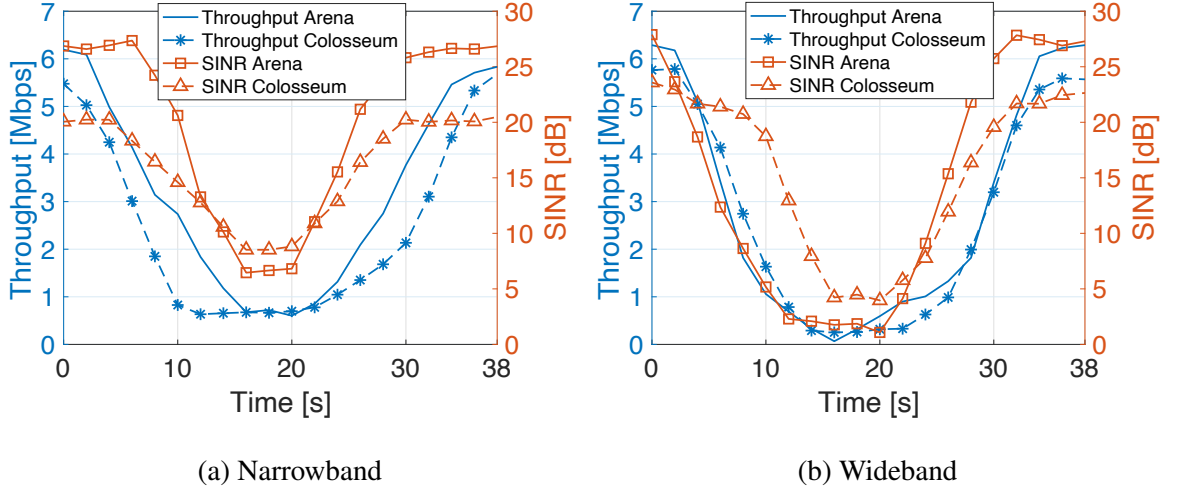 Throughput Arena
Throughput Colosseum
SINR Arena
SINR Colosseum
Throughput [Mbps]
7
6
5
4
3
2
1
0
30
25
20
15
10
5
0
SINR [dB]
0 10 20 30 38
Time [s]
(a) Narrowband
Throughput Arena
Throughput Colosseum
SINR Arena
SINR Colosseum
Throughput [Mbps]
7
6
5
4
3
2
1
0
30
25
20
15
10
5
0
SINR [dB]
0 10 20 30 38
Time [s]
(b) Wideband